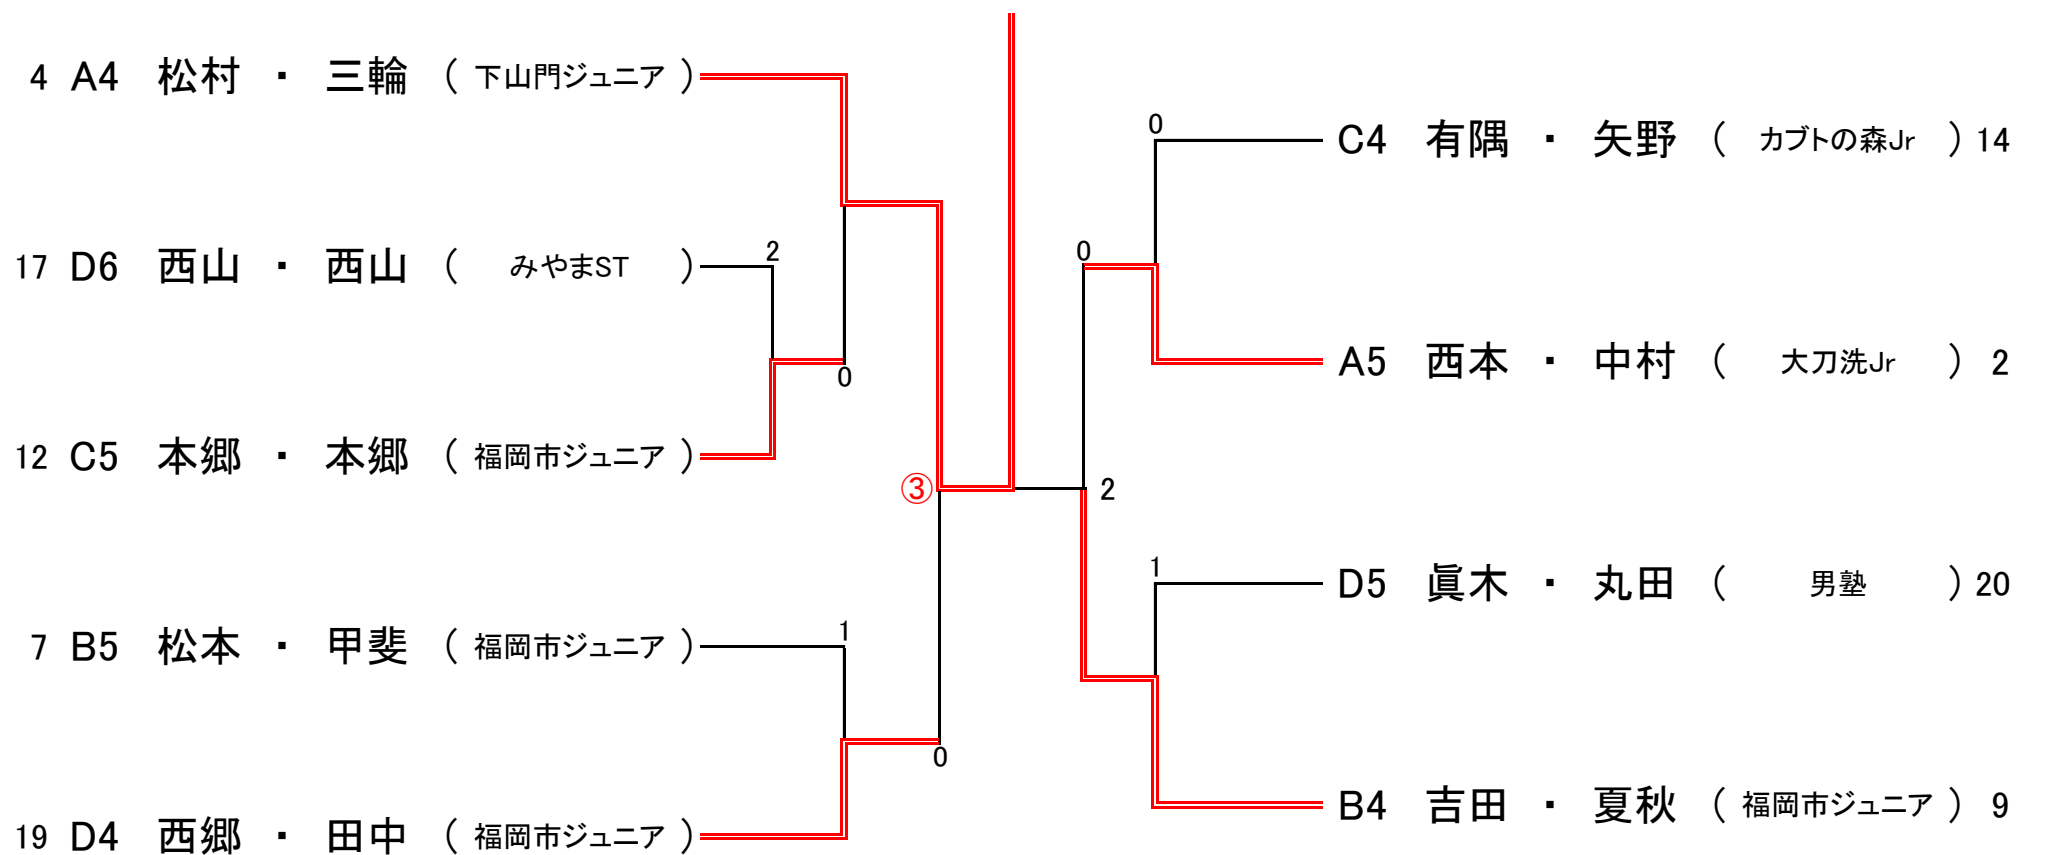 4 A4 松村 ・ 三輪 ( 下山門ジュニア )
17 D6 西山 ・ 西山 ( みやまST )
2
0
12 C5 本郷 ・ 本郷 ( 福岡市ジュニア )
③
7 B5 松本 ・ 甲斐 ( 福岡市ジュニア )
1
0
19 D4 西郷 ・ 田中 ( 福岡市ジュニア )
0
C4 有隅 ・ 矢野 ( カブトの森Jr ) 14
0
A5 西本 ・ 中村 ( 大刀洗Jr ) 2
2
1
D5 眞木 ・ 丸田 ( 男塾 ) 20
B4 吉田 ・ 夏秋 ( 福岡市ジュニア ) 9